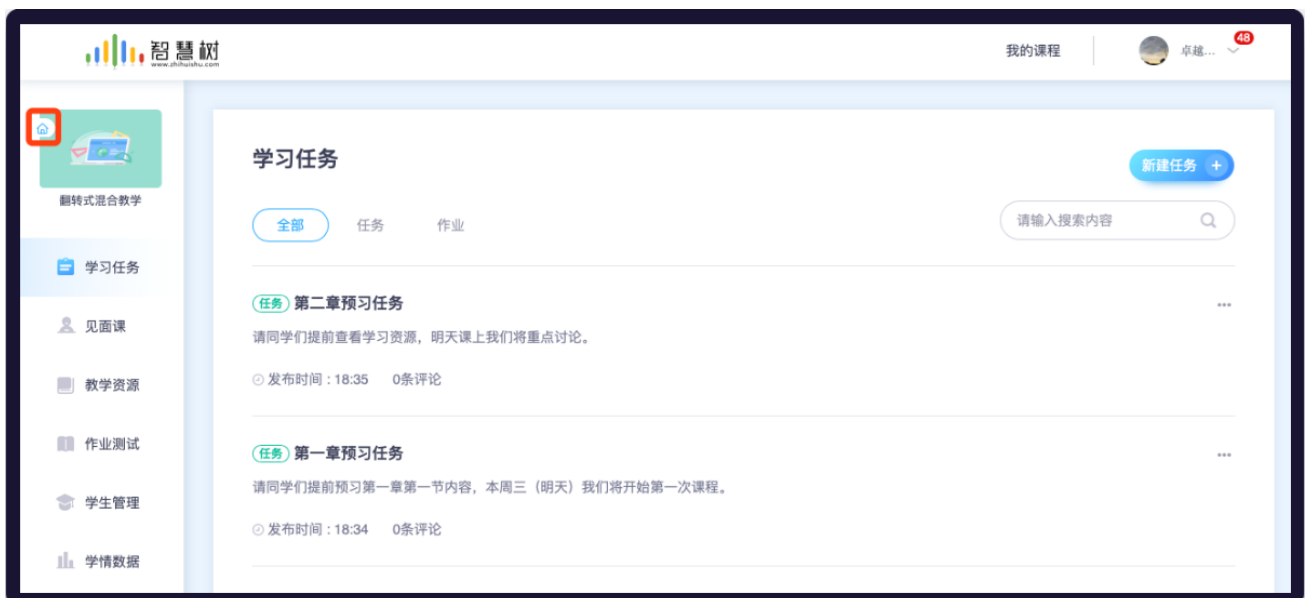 智慧树
www.zhihuishu.com
我的课程
卓越...
48
翻转式混合教学
学习任务
见面课
教学资源
作业测试
学生管理
学情数据
学习任务
新建任务 +
全部 任务 作业
请输入搜索内容
任务 第二章预习任务
...
请同学们提前查看学习资源，明天课上我们将重点讨论。
发布时间 : 18:35 0条评论
任务 第一章预习任务
...
请同学们提前预习第一章第一节内容，本周三（明天）我们将开始第一次课程。
发布时间 : 18:34 0条评论